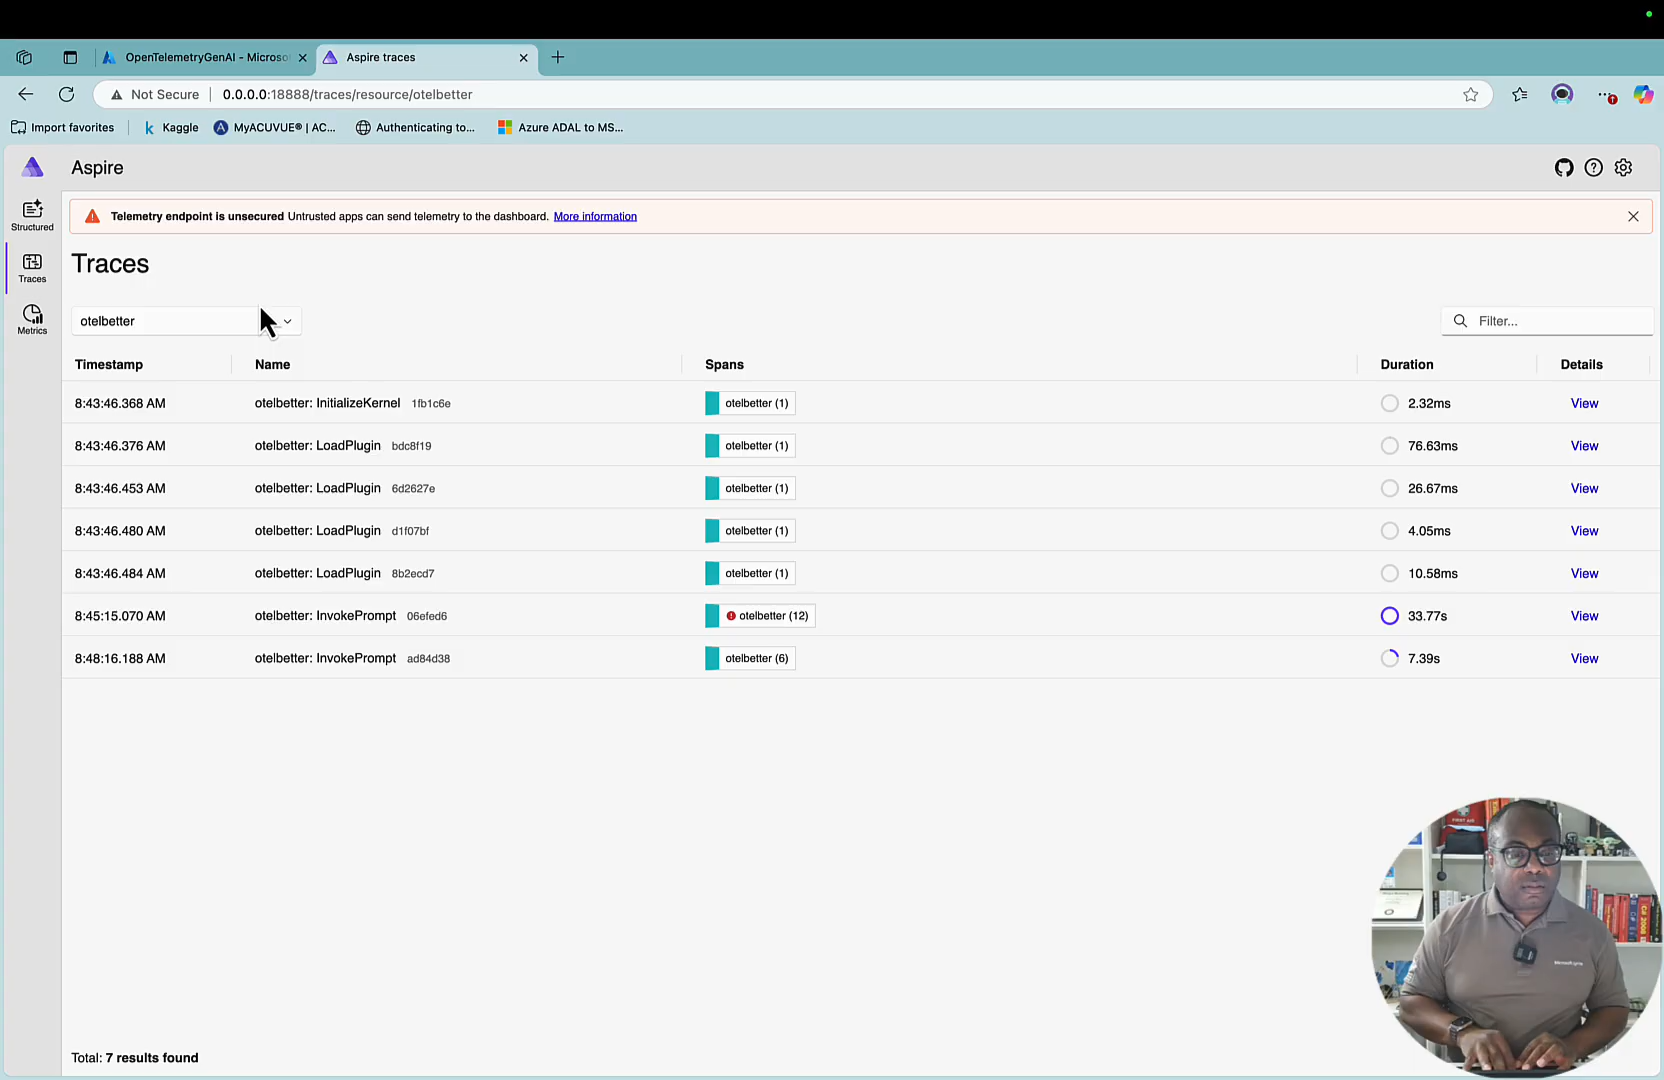 OpenTelemetryGenAI - Microso
Aspire traces
Not Secure
0.0.0.0:18888/traces/resource/otelbetter
Import favorites
Kaggle
MyACUVUE® | AC...
Authenticating to...
Azure ADAL to MS...
Aspire
Structured
Traces
Metrics
Telemetry endpoint is unsecured Untrusted apps can send telemetry to the dashboard. More information
Traces
otelbetter
Filter...
Timestamp Name Spans Duration Details
8:43:46.368 AM otelbetter: InitializeKernel 1fb1c6e otelbetter (1) 2.32ms View
8:43:46.376 AM otelbetter: LoadPlugin bdc8f19 otelbetter (1) 76.63ms View
8:43:46.453 AM otelbetter: LoadPlugin 6d2627e otelbetter (1) 26.67ms View
8:43:46.480 AM otelbetter: LoadPlugin d1f07bf otelbetter (1) 4.05ms View
8:43:46.484 AM otelbetter: LoadPlugin 8b2ecd7 otelbetter (1) 10.58ms View
8:45:15.070 AM otelbetter: InvokePrompt 06efed6 otelbetter (12) 33.77s View
8:48:16.188 AM otelbetter: InvokePrompt ad84d38 otelbetter (6) 7.39s View
Total: 7 results found
FIRST AID